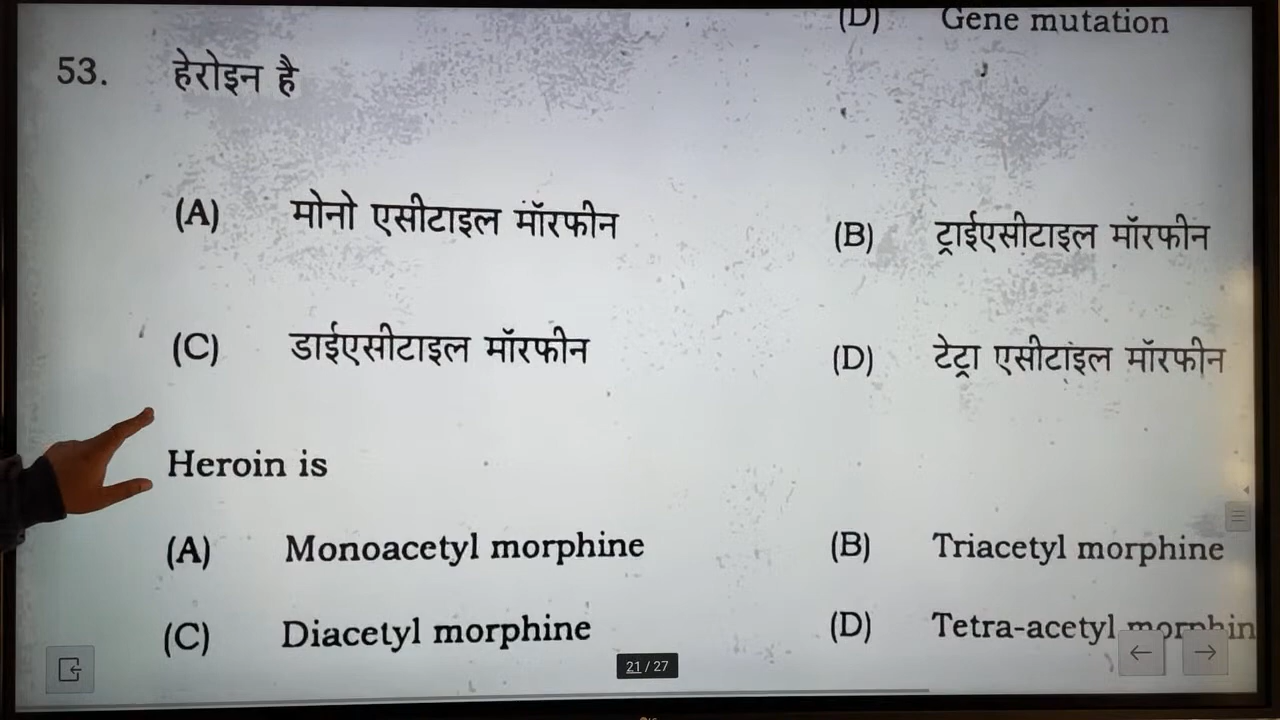 (D) Gene mutation
53. हेरोइन है
(A) मोनो एसीटाइल मॉरफीन (B) ट्राईएसीटाइल मॉरफीन
(C) डाईएसीटाइल मॉरफीन (D) टेट्रा एसीटाइल मॉरफीन
Heroin is
(A) Monoacetyl morphine (B) Triacetyl morphine
(C) Diacetyl morphine (D) Tetra-acetyl morphin
21 / 27